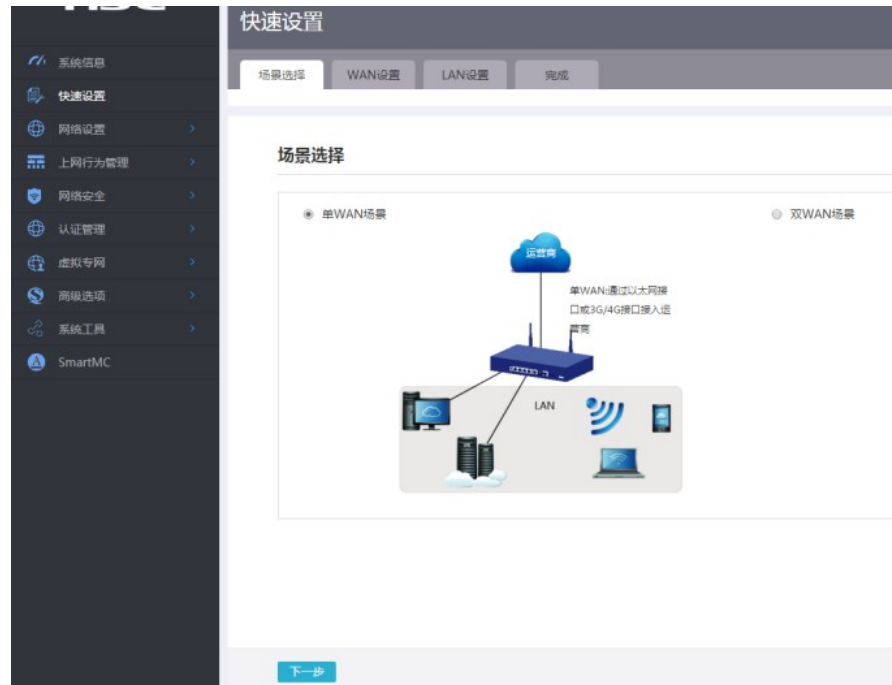 快速设置
系统信息
快速设置
网络设置
上网行为管理
网络安全
认证管理
虚拟专网
高级选项
系统工具
SmartMC
场景选择
WAN设置
LAN设置
完成
场景选择
单WAN场景
双WAN场景
运营商
单WAN:通过以太网接
口或3G/4G接口接入运
营商
LAN
下一步